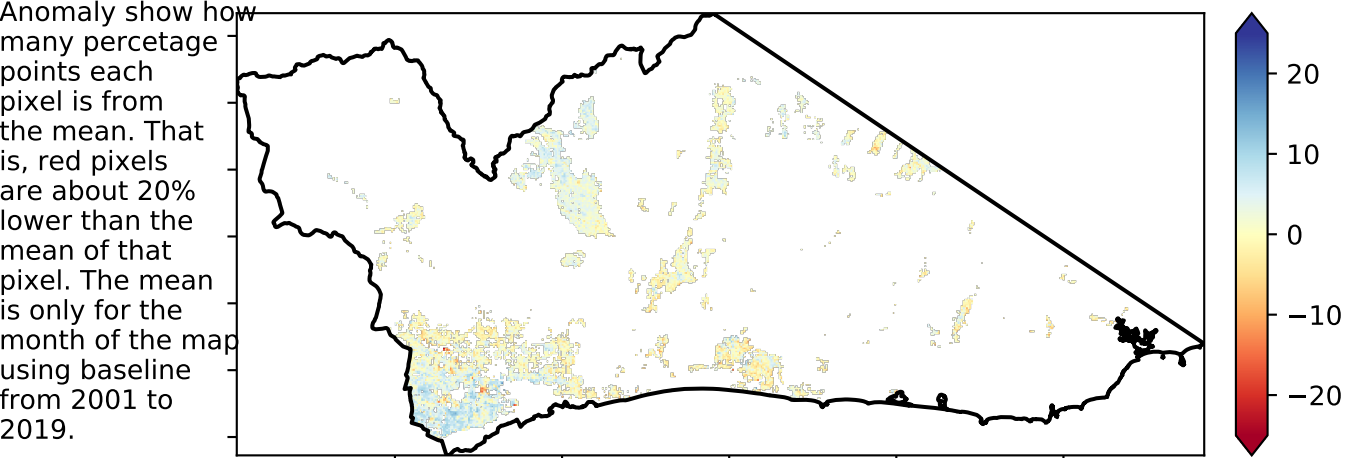 Anomaly show how
many percetage
points each
pixel is from
the mean. That
is, red pixels
are about 20%
lower than the
mean of that
pixel. The mean
is only for the
month of the map
using baseline
from 2001 to
2019.
20
10
0
−10
−20